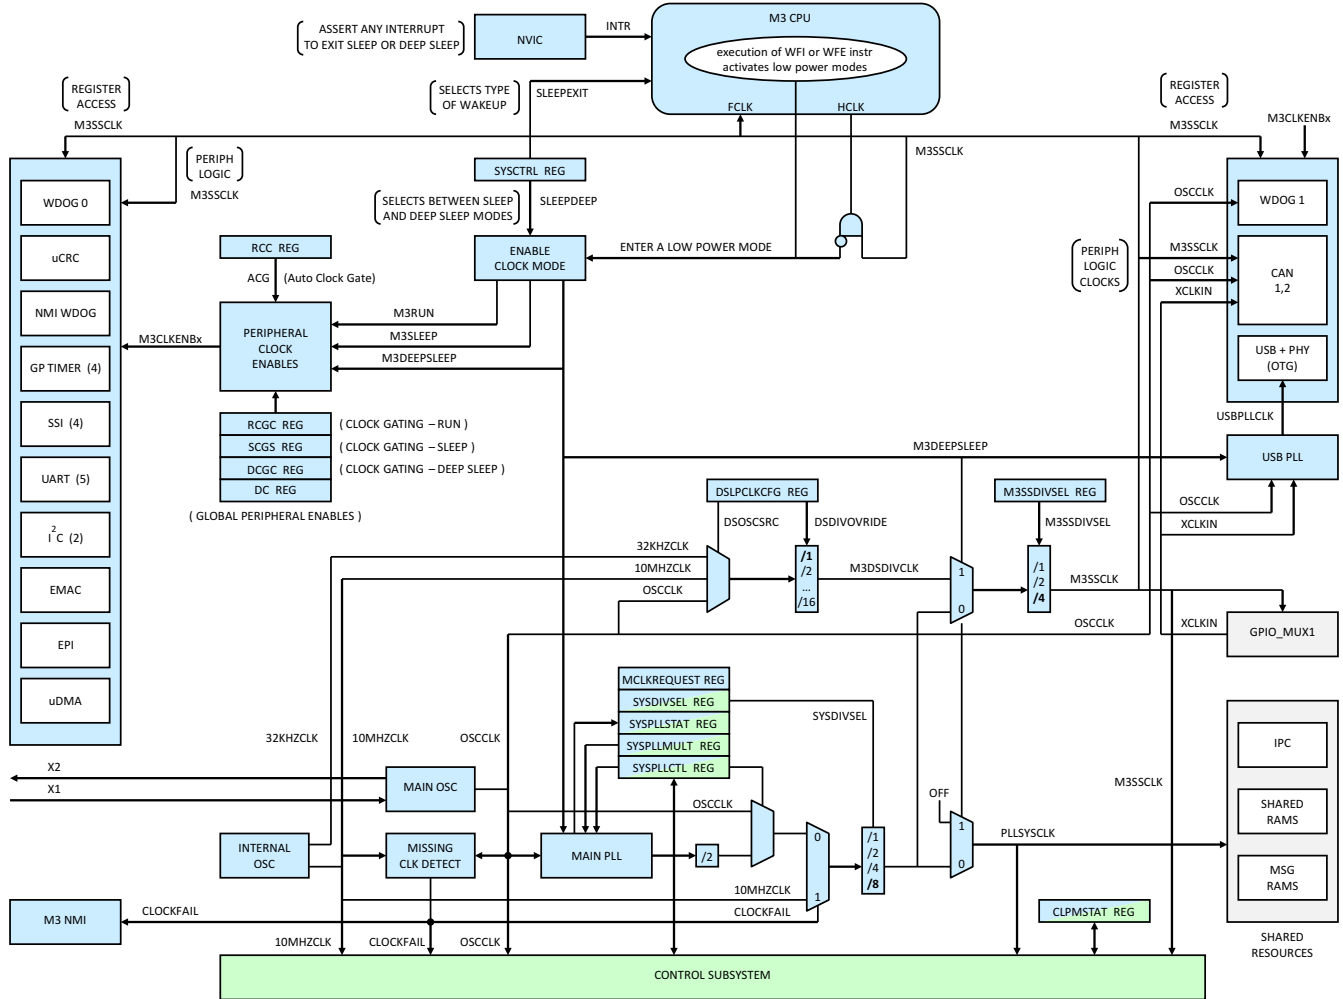 M3 CPU
ASSERT ANY INTERRUPT
TO EXIT SLEEP OR DEEP SLEEP
NVIC
INTR
execution of WFI or WFE instr
activates low power modes
SELECTS TYPE
OF WAKEUP
SLEEPEXIT
FCLK
HCLK
REGISTER
ACCESS
M3SSCLK
REGISTER
ACCESS
M3SSCLK
M3CLKENBx
PERIPH
LOGIC
M3SSCLK
SYSCTRL REG
M3SSCLK
SELECTS BETWEEN SLEEP
AND DEEP SLEEP MODES
SLEEPDEEP
WDOG 0
uCRC
NMI WDOG
GP TIMER (4)
SSI (4)
UART (5)
I2C (2)
EMAC
EPI
uDMA
RCC REG
ACG (Auto Clock Gate)
ENABLE
CLOCK MODE
ENTER A LOW POWER MODE
PERIPHERAL
CLOCK
ENABLES
M3CLKENBx
M3RUN
M3SLEEP
M3DEEPSLEEP
RCGC REG ( CLOCK GATING – RUN )
SCGS REG ( CLOCK GATING – SLEEP )
DCGC REG ( CLOCK GATING – DEEP SLEEP )
DC REG
( GLOBAL PERIPHERAL ENABLES )
OSCCLK
WDOG 1
PERIPH
LOGIC
CLOCKS
M3SSCLK
OSCCLK
XCLKIN
CAN
1,2
USB + PHY
(OTG)
USBPLLCLK
M3DEEPSLEEP
USB PLL
OSCCLK
XCLKIN
DSLPCLKCFG REG
DSOSCSRC
DSDIVOVRIDE
M3SSDIVSEL REG
M3SSDIVSEL
32KHZCLK
10MHZCLK
OSCCLK
/1
/2
...
/16
M3DSDIVCLK
1
0
/1
/2
/4
M3SSCLK
OSCCLK
XCLKIN
GPIO_MUX1
MCLKREQUEST REG
SYSDIVSEL REG
SYSPLLSTAT REG
SYSPLLMULT REG
SYSPLLCTL REG
SYSDIVSEL
32KHZCLK
10MHZCLK
OSCCLK
X2
X1
MAIN OSC
OSCCLK
OFF
M3SSCLK
IPC
SHARED
RAMS
MSG
RAMS
SHARED
RESOURCES
INTERNAL
OSC
MISSING
CLK DETECT
MAIN PLL
/2
0
1
/1
/2
/4
/8
1
0
PLLSYSCLK
10MHZCLK
M3 NMI
CLOCKFAIL
CLOCKFAIL
CLPMSTAT REG
10MHZCLK
CLOCKFAIL
OSCCLK
CONTROL SUBSYSTEM